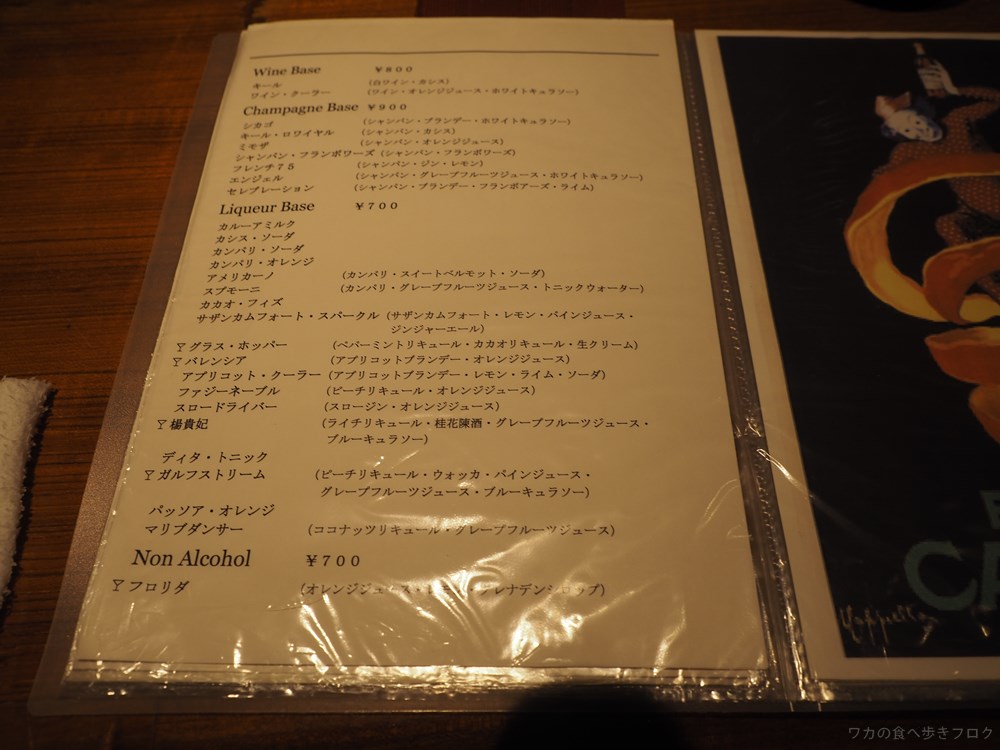 Wine Base ￥800
キール (白ワイン・カシス)
ワイン・クーラー (ワイン・オレンジジュース・ホワイトキュラソー)
Champagne Base ￥900
シカゴ (シャンパン・ブランデー・ホワイトキュラソー)
キール・ロワイヤル (シャンパン・カシス)
ミモザ (シャンパン・オレンジジュース)
シャンパン・フランボワーズ (シャンパン・フランボワーズ)
フレンチ75 (シャンパン・ジン・レモン)
エンジェル (シャンパン・グレープフルーツジュース・ホワイトキュラソー)
セレブレーション (シャンパン・ブランデー・フランボアーズ・ライム)
Liqueur Base ￥700
カルーアミルク
カシス・ソーダ
カンパリ・ソーダ
カンパリ・オレンジ
アメリカーノ (カンパリ・スイートベルモット・ソーダ)
スプモーニ (カンパリ・グレープフルーツジュース・トニックウォーター)
カカオ・フィズ
サザンカムフォート・スパークル (サザンカムフォート・レモン・パインジュース・
ジンジャーエール)
グラス・ホッパー (ペパーミントリキュール・カカオリキュール・生クリーム)
バレンシア (アプリコットブランデー・オレンジジュース)
アプリコット・クーラー (アプリコットブランデー・レモン・ライム・ソーダ)
ファジーネーブル (ピーチリキュール・オレンジジュース)
スロードライバー (スロージン・オレンジジュース)
楊貴妃 (ライチリキュール・桂花陳酒・グレープフルーツジュース・
ブルーキュラソー)
ディタ・トニック
ガルフストリーム (ピーチリキュール・ウォッカ・パインジュース・
グレープフルーツジュース・ブルーキュラソー)
パッソア・オレンジ
マリブダンサー (ココナッツリキュール・グレープフルーツジュース)
Non Alcohol ￥700
フロリダ (オレンジジュース・レモン・グレナデンシロップ)
CA
ワカの食べ歩きブログ